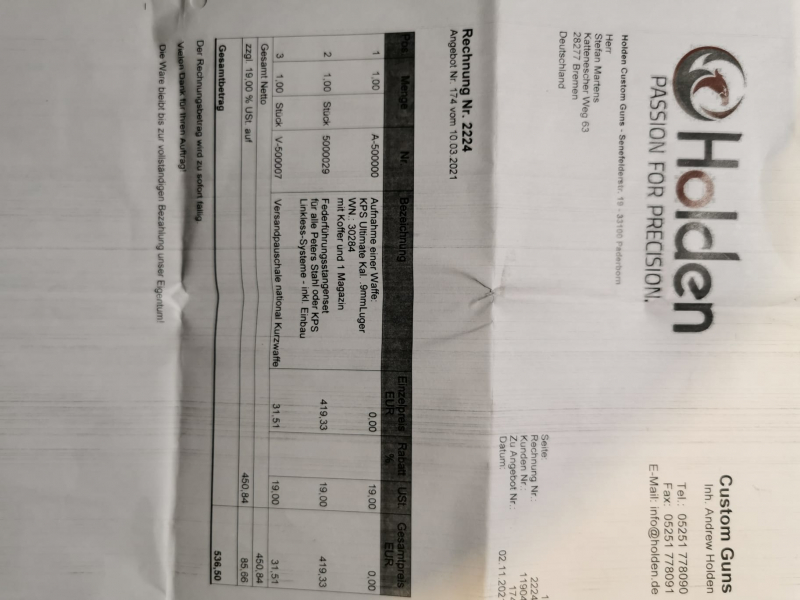 Holden
PASSION FOR PRECISION.
Custom Guns
Inh. Andrew Holden
Tel.: 05251 778090
Fax: 05251 778091
E-Mail: info@holden.de
Holden Custom Guns - Senefelderstr. 16 - 33100 Paderborn
Herr
Stefan Martens
Kattenescher Weg 63
28277 Bremen
Deutschland
Seite: 1
Rechnung Nr.: 2224
Kunden Nr.: 11904
Zu Angebot Nr.: 174
Datum: 02.11.202
Rechnung Nr. 2224
Angebot Nr. 174 vom 10.03.2021
Pos Menge Nr. Bezeichnung Einzelpreis EUR Rabatt % USt. Gesamtpreis EUR
1 1,00 A-500000 Aufnahme einer Waffe: 0,00 19,00 0,00
KPS Ultimate Kal. .9mmLuger
WN.: 30284
mit Koffer und 1 Magazin
2 1,00 Stück 5000029 Federführungsstangenset 419,33 19,00 419,33
für alle Peters Stahl oder KPS
Linkless-Systeme - inkl. Einbau
3 1,00 Stück V-500007 Versandpauschale national Kurzwaffe 31,51 19,00 31,51
Gesamt Netto 450,84
zzgl. 19,00 % USt. auf 450,84 85,66
Gesamtbetrag 536,50
Der Rechnungsbetrag wird zu sofort fällig.
Vielen Dank für Ihren Auftrag!
Die Ware bleibt bis zur vollständigen Bezahlung unser Eigentum!